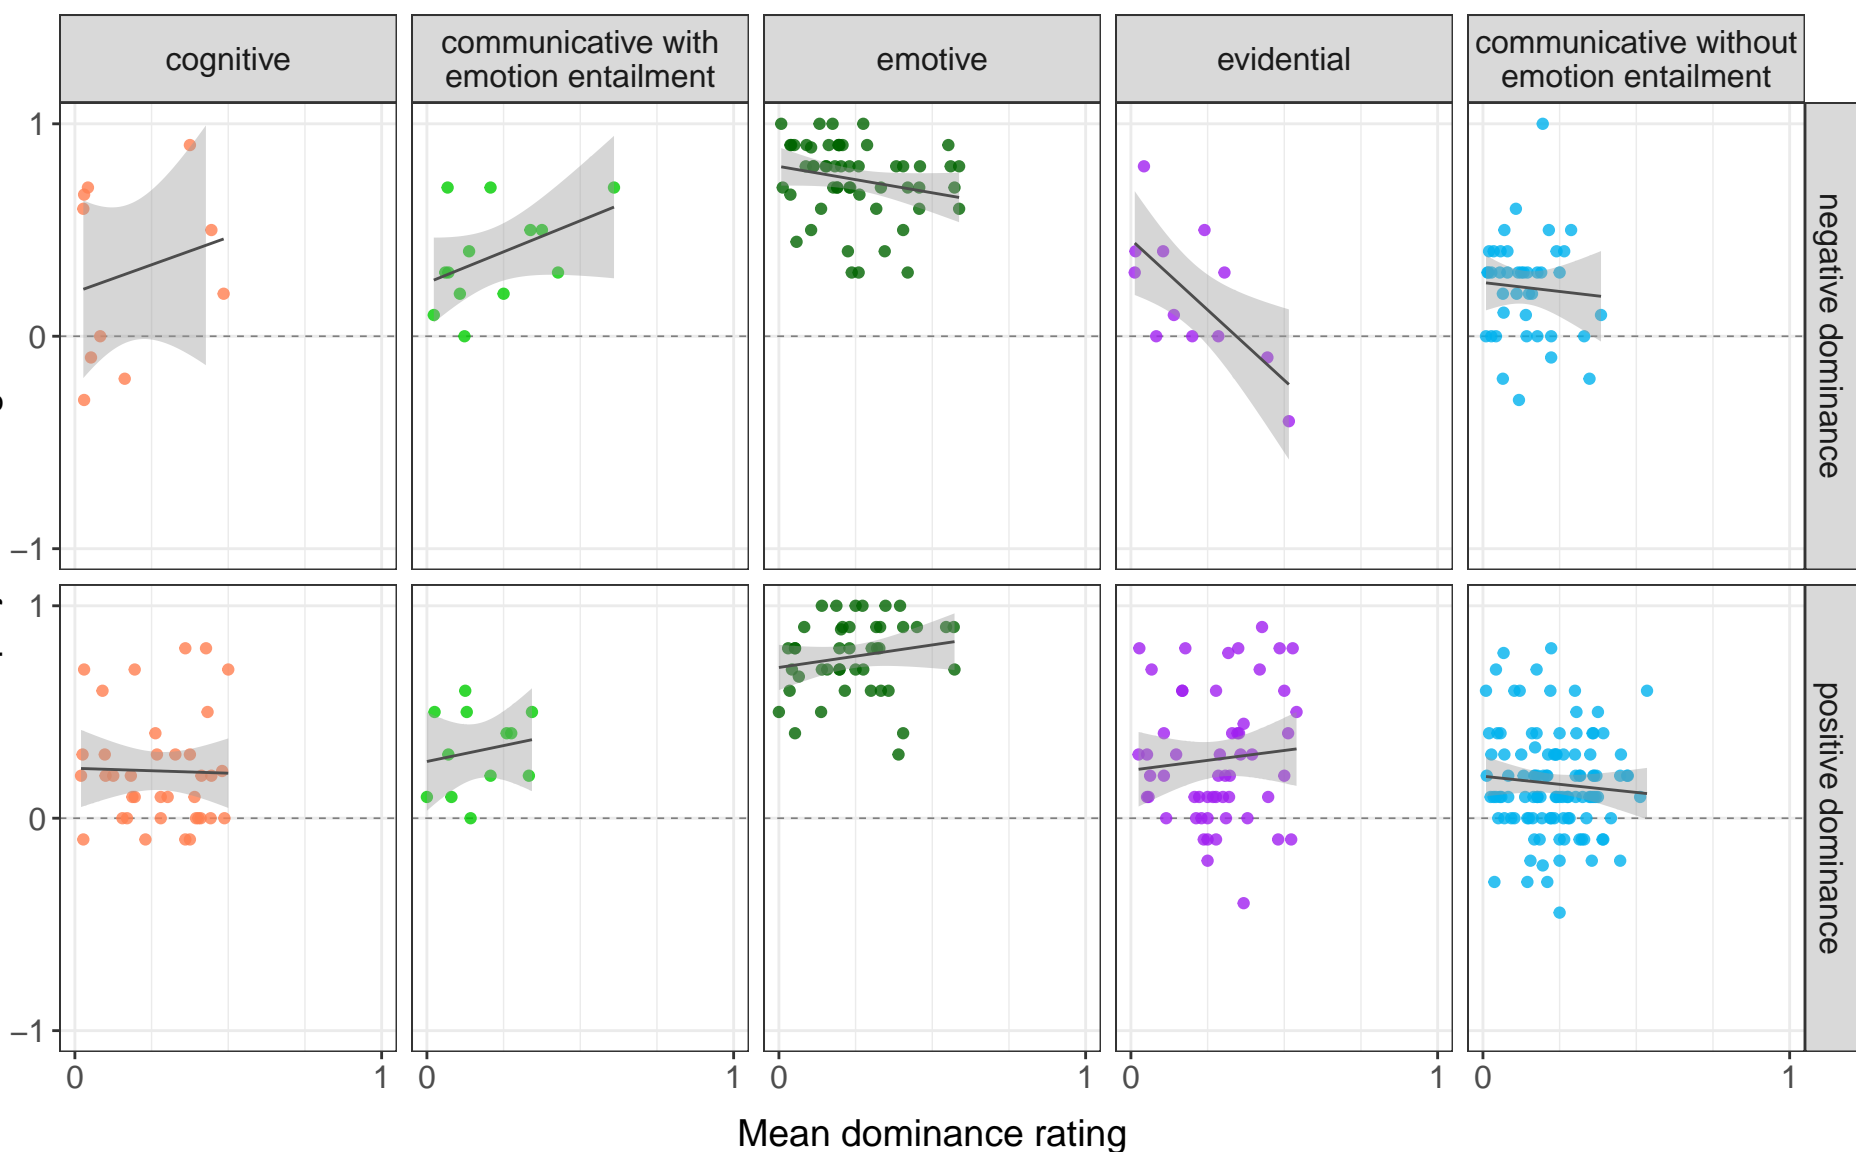 cognitive
communicative with
emotion entailment
emotive
evidential
communicative without
emotion entailment
1
0
−1
negative dominance
1
0
−1
positive dominance
0 1 0 1 0 1 0 1 0 1
Mean dominance rating